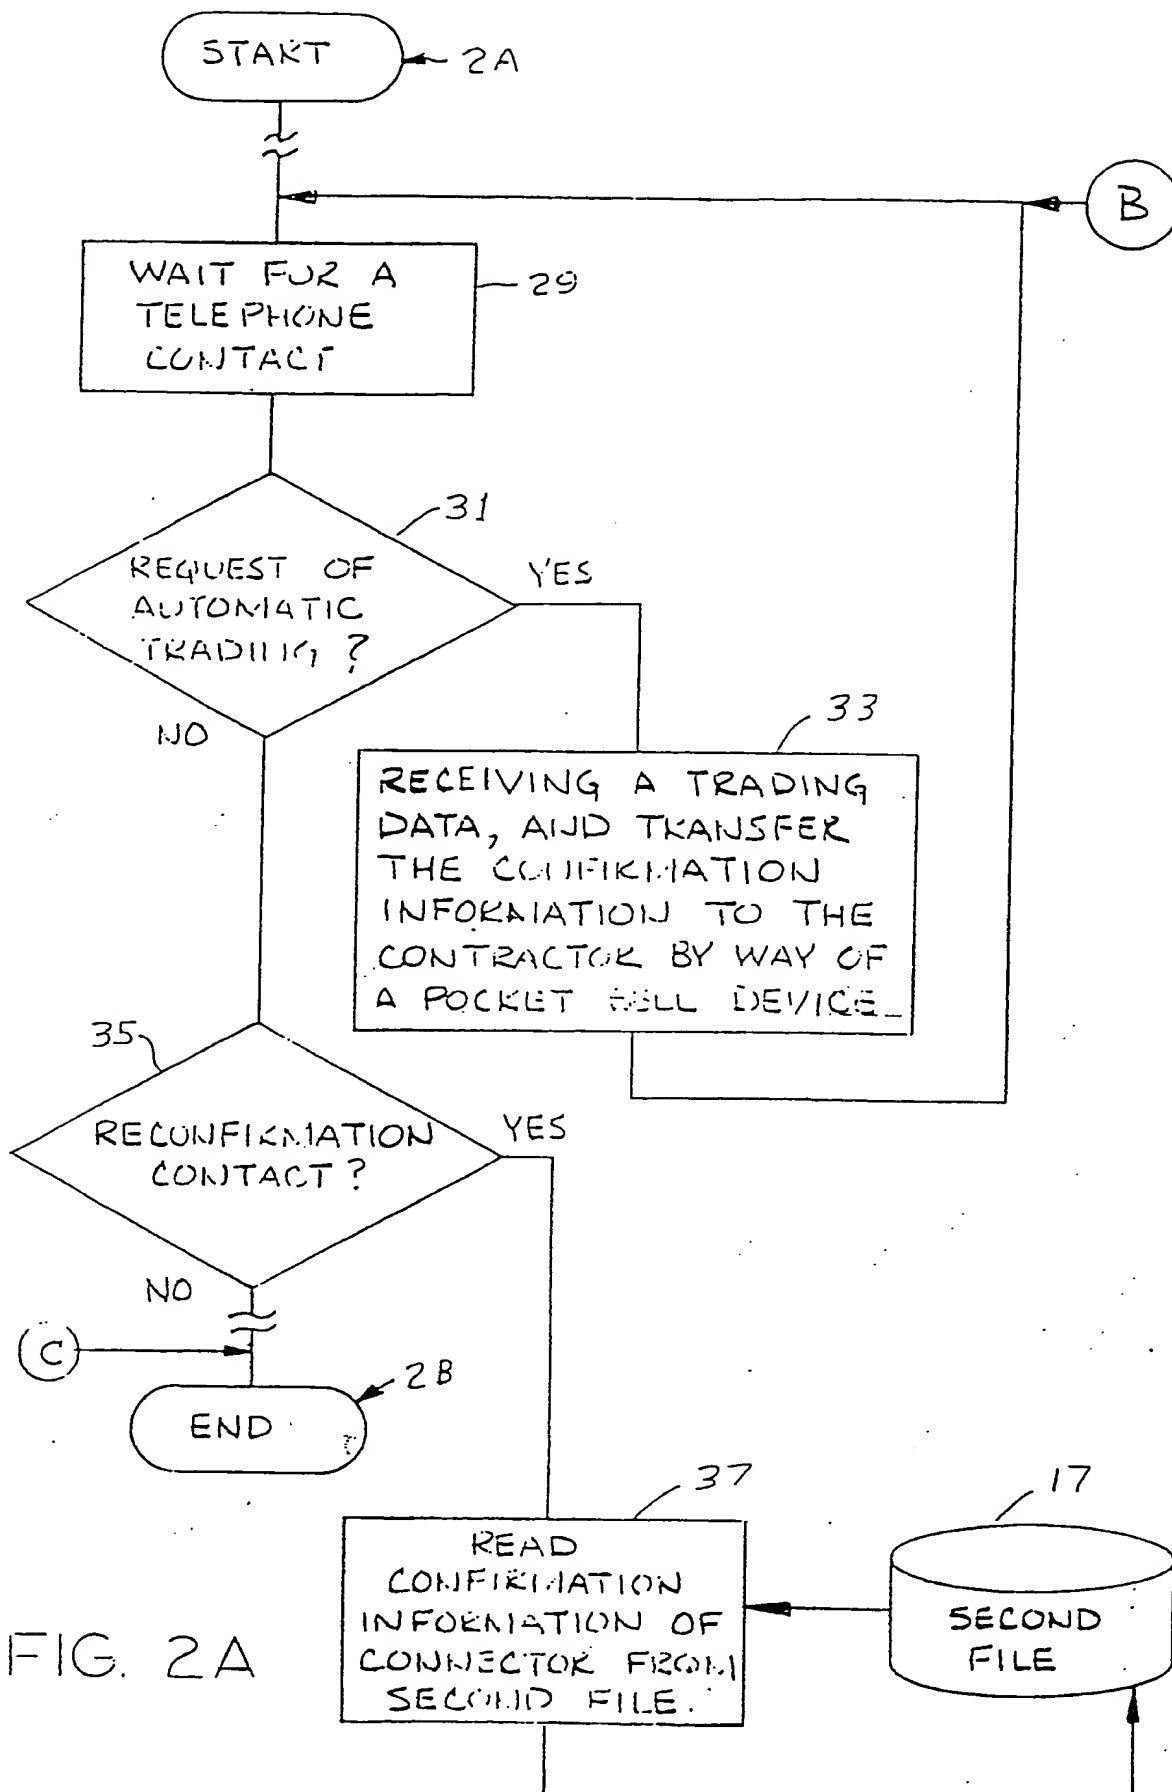 START
2A
B
WAIT FOR A
TELEPHONE
CONTACT
29
31
REQUEST OF
AUTOMATIC
TRADING?
YES
NO
33
RECEIVING A TRADING
DATA, AND TRANSFER
THE CONFIRMATION
INFORMATION TO THE
CONTRACTOR BY WAY OF
A POCKET BELL DEVICE
35
RECONFIRMATION
CONTACT?
YES
NO
C
2B
END
37
17
READ
CONFIRMATION
INFORMATION OF
CONNECTOR FROM
SECOND FILE.
SECOND
FILE
FIG. 2A